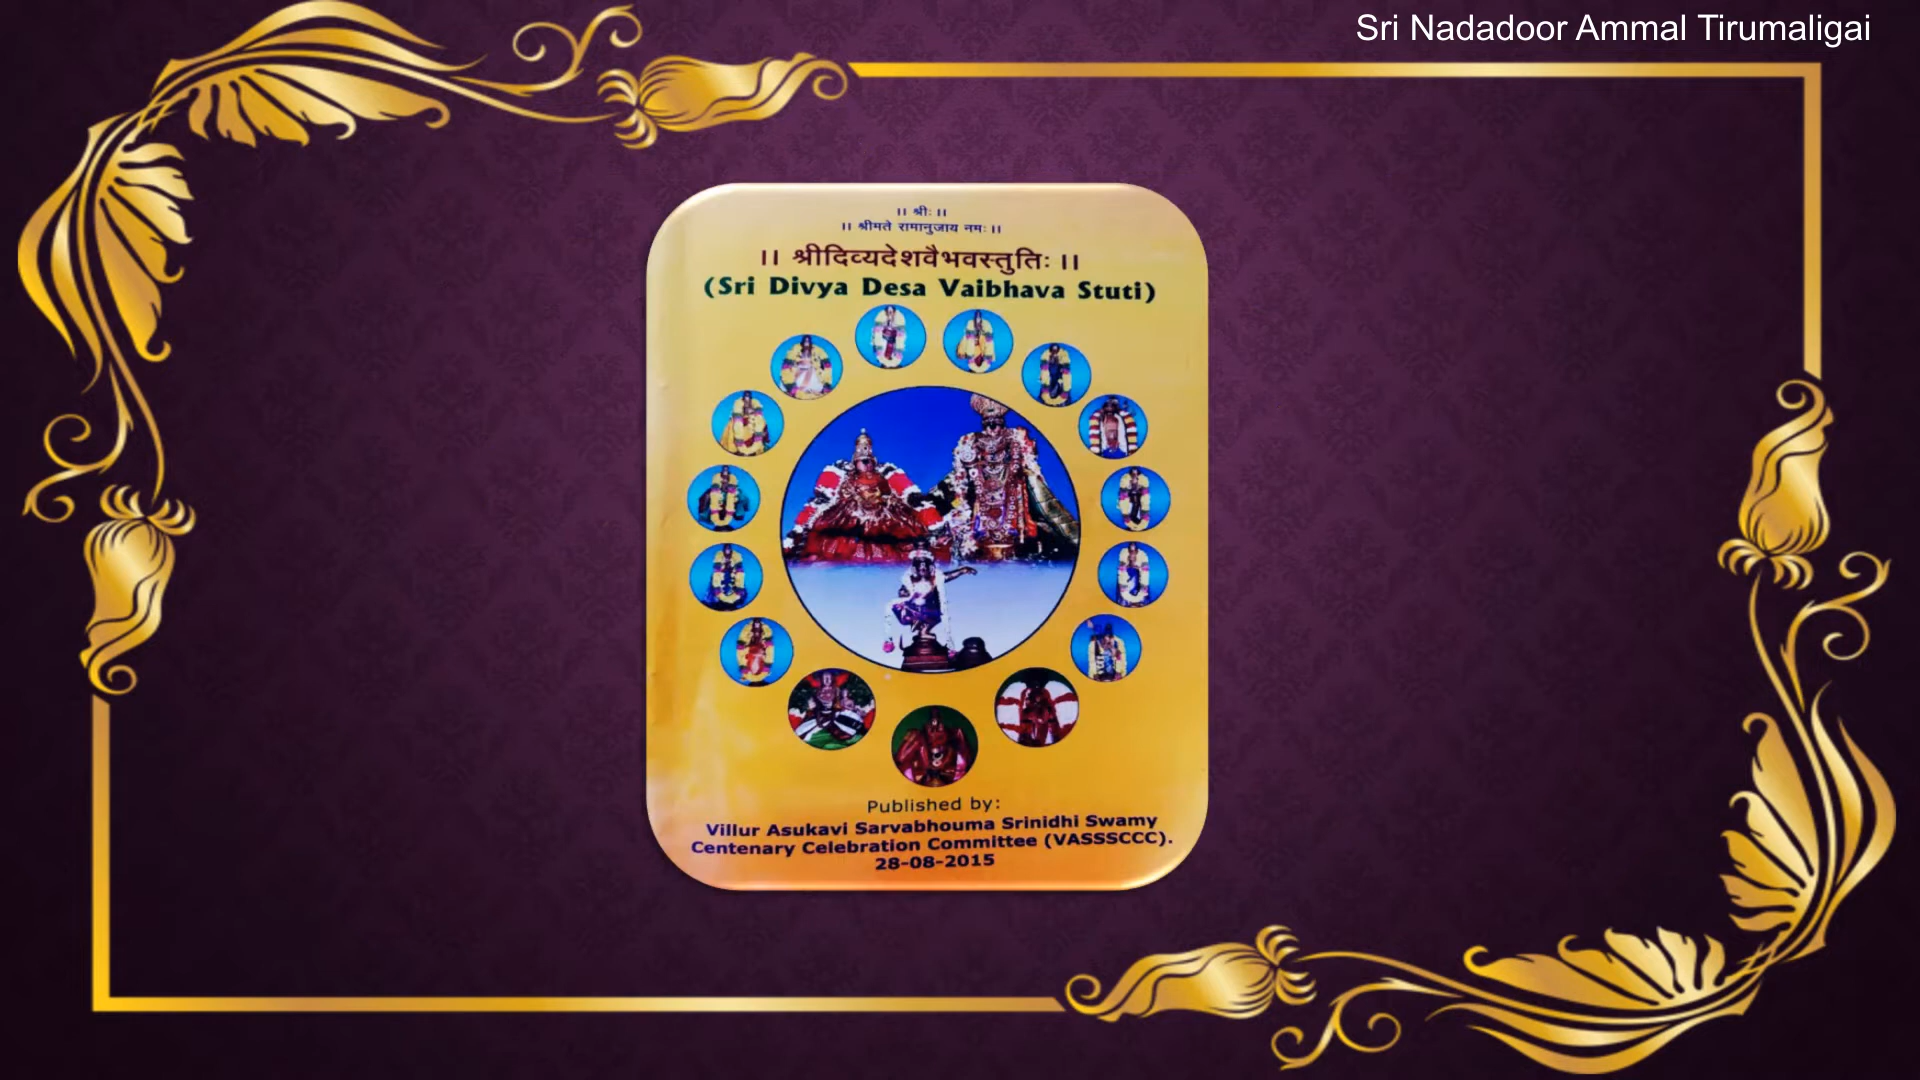 Sri Nadadoor Ammal Tirumaligai
।। श्रीः ।।
।। श्रीमते रामानुजाय नमः ।।
।। श्रीदिव्यदेशवैभवस्तुतिः ।।
(Sri Divya Desa Vaibhava Stuti)
Published by:
Villur Asukavi Sarvabhouma Srinidhi Swamy
Centenary Celebration Committee (VASSSCCC).
28-08-2015